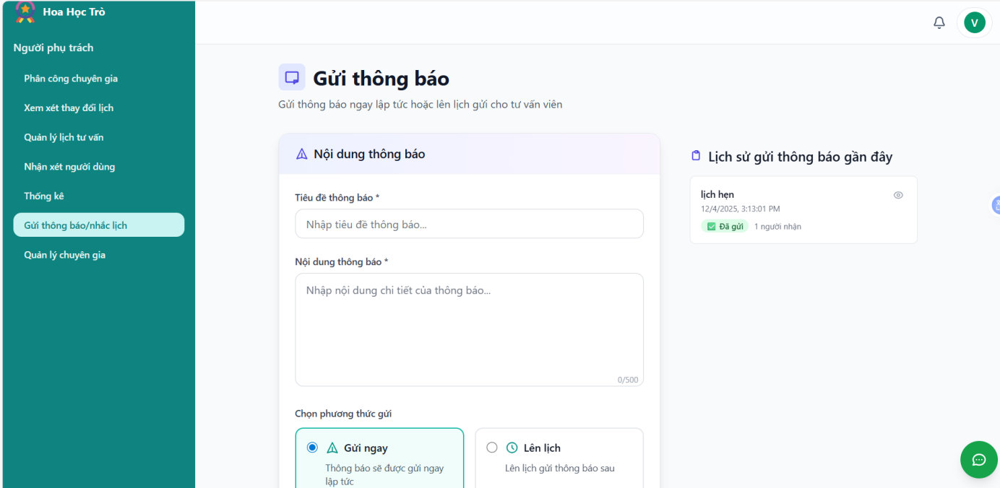 Hoa Học Trò
Người phụ trách
Phân công chuyên gia
Xem xét thay đổi lịch
Quản lý lịch tư vấn
Nhận xét người dùng
Thống kê
Gửi thông báo/nhắc lịch
Quản lý chuyên gia
V
Gửi thông báo
Gửi thông báo ngay lập tức hoặc lên lịch gửi cho tư vấn viên
Nội dung thông báo
Tiêu đề thông báo *
Nhập tiêu đề thông báo...
Nội dung thông báo *
Nhập nội dung chi tiết của thông báo...
0/500
Chọn phương thức gửi
Gửi ngay
Thông báo sẽ được gửi ngay
lập tức
Lên lịch
Lên lịch gửi thông báo sau
Lịch sử gửi thông báo gần đây
lịch hẹn
12/4/2025, 3:13:01 PM
Đã gửi 1 người nhận